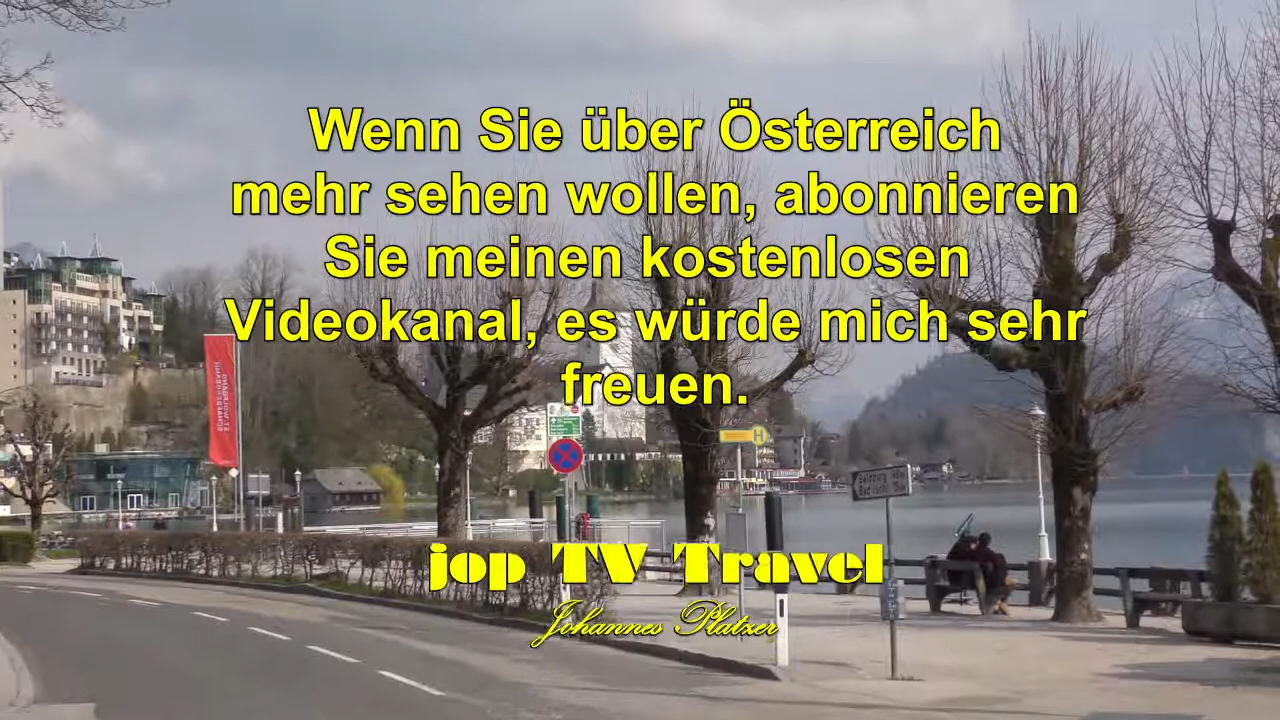 Wenn Sie über Österreich
mehr sehen wollen, abonnieren
Sie meinen kostenlosen
Videokanal, es würde mich sehr
freuen.
H
jop TV Travel
Johannes Platzer